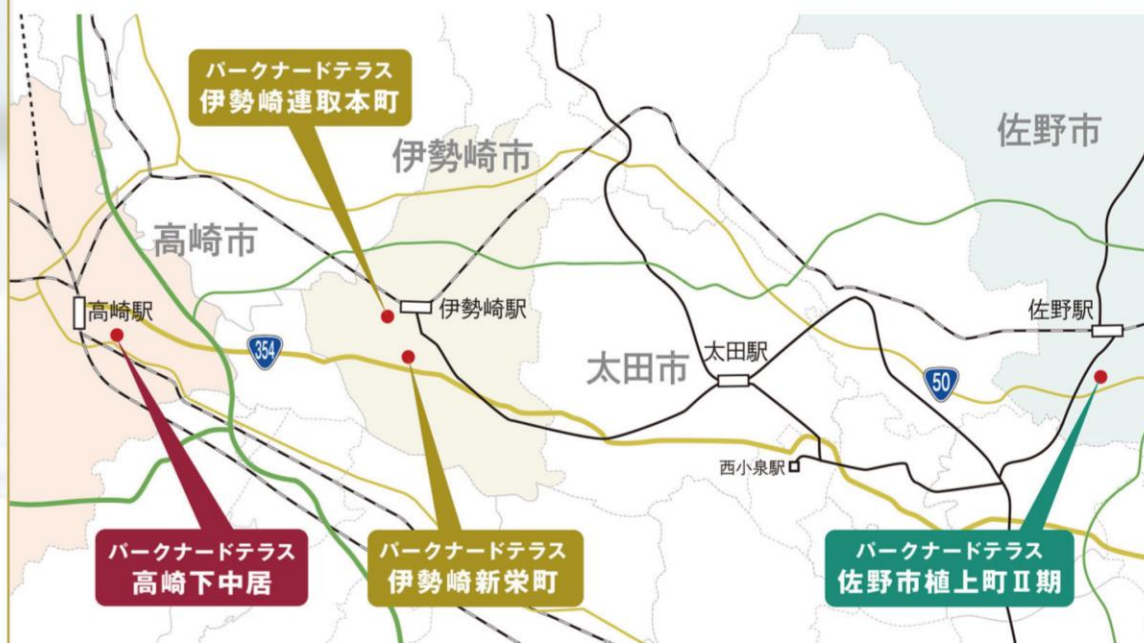 パークナードテラス
伊勢崎連取本町
伊勢崎市
佐野市
高崎市
高崎駅
伊勢崎駅
佐野駅
354
太田市
太田駅
50
西小泉駅
パークナードテラス
高崎下中居
パークナードテラス
伊勢崎新栄町
パークナードテラス
佐野市植上町Ⅱ期